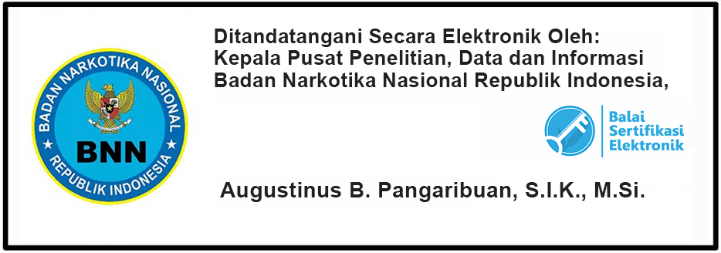 Ditandatangani Secara Elektronik Oleh:
Kepala Pusat Penelitian, Data dan Informasi
Badan Narkotika Nasional Republik Indonesia,
BADAN NARKOTIKA NASIONAL
BNN
REPUBLIK INDONESIA
Balai
Sertifikasi
Elektronik
Augustinus B. Pangaribuan, S.I.K., M.Si.